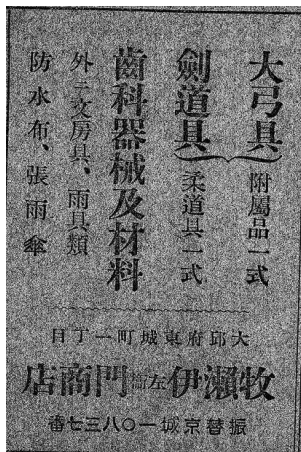 大弓具
附屬品一式
劍道具
柔道具一式
齒科器械及材料
外ニ文房具、雨具類
防水布、張雨傘
大邱府東城町一丁目
牧瀨伊左衞門商店
振替京城一〇八三七番